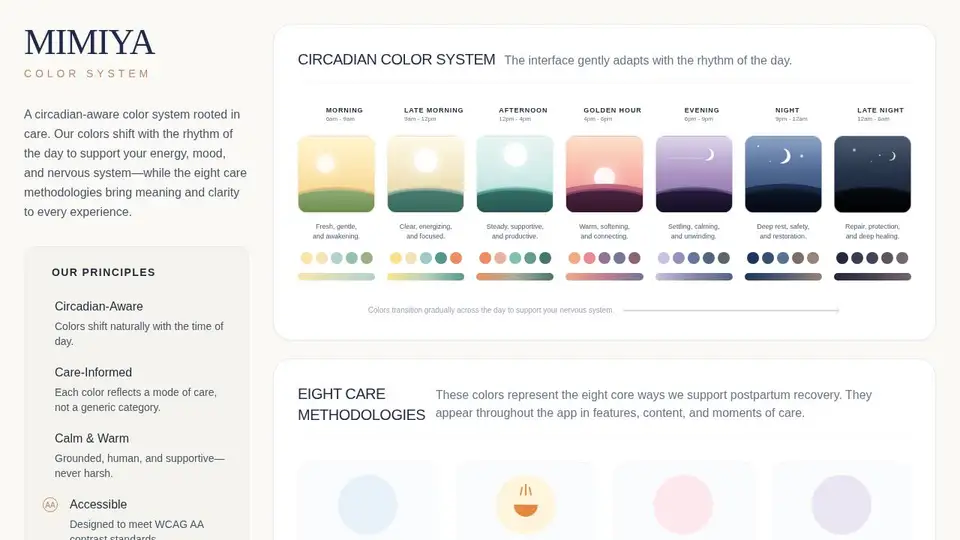 MIMIYA
COLOR SYSTEM
A circadian-aware color system rooted in
care. Our colors shift with the rhythm of
the day to support your energy, mood,
and nervous system—while the eight care
methodologies bring meaning and clarity
to every experience.
OUR PRINCIPLES
Circadian-Aware
Colors shift naturally with the time of
day.
Care-Informed
Each color reflects a mode of care,
not a generic category.
Calm & Warm
Grounded, human, and supportive—
never harsh.
AA
Accessible
Designed to meet WCAG AA
contrast standards
CIRCADIAN COLOR SYSTEM The interface gently adapts with the rhythm of the day.
MORNING
6am - 9am
Fresh, gentle,
and awakening.
LATE MORNING
9am - 12pm
Clear, energizing,
and focused.
AFTERNOON
12pm - 4pm
Steady, supportive,
and productive.
GOLDEN HOUR
4pm - 6pm
Warm, softening,
and connecting.
EVENING
6pm - 9pm
Settling, calming,
and unwinding.
NIGHT
9pm - 12am
Deep rest, safety,
and restoration.
LATE NIGHT
12am - 6am
Repair, protection,
and deep healing.
Colors transition gradually across the day to support your nervous system.
EIGHT CARE
METHODOLOGIES
These colors represent the eight core ways we support postpartum recovery. They
appear throughout the app in features, content, and moments of care.